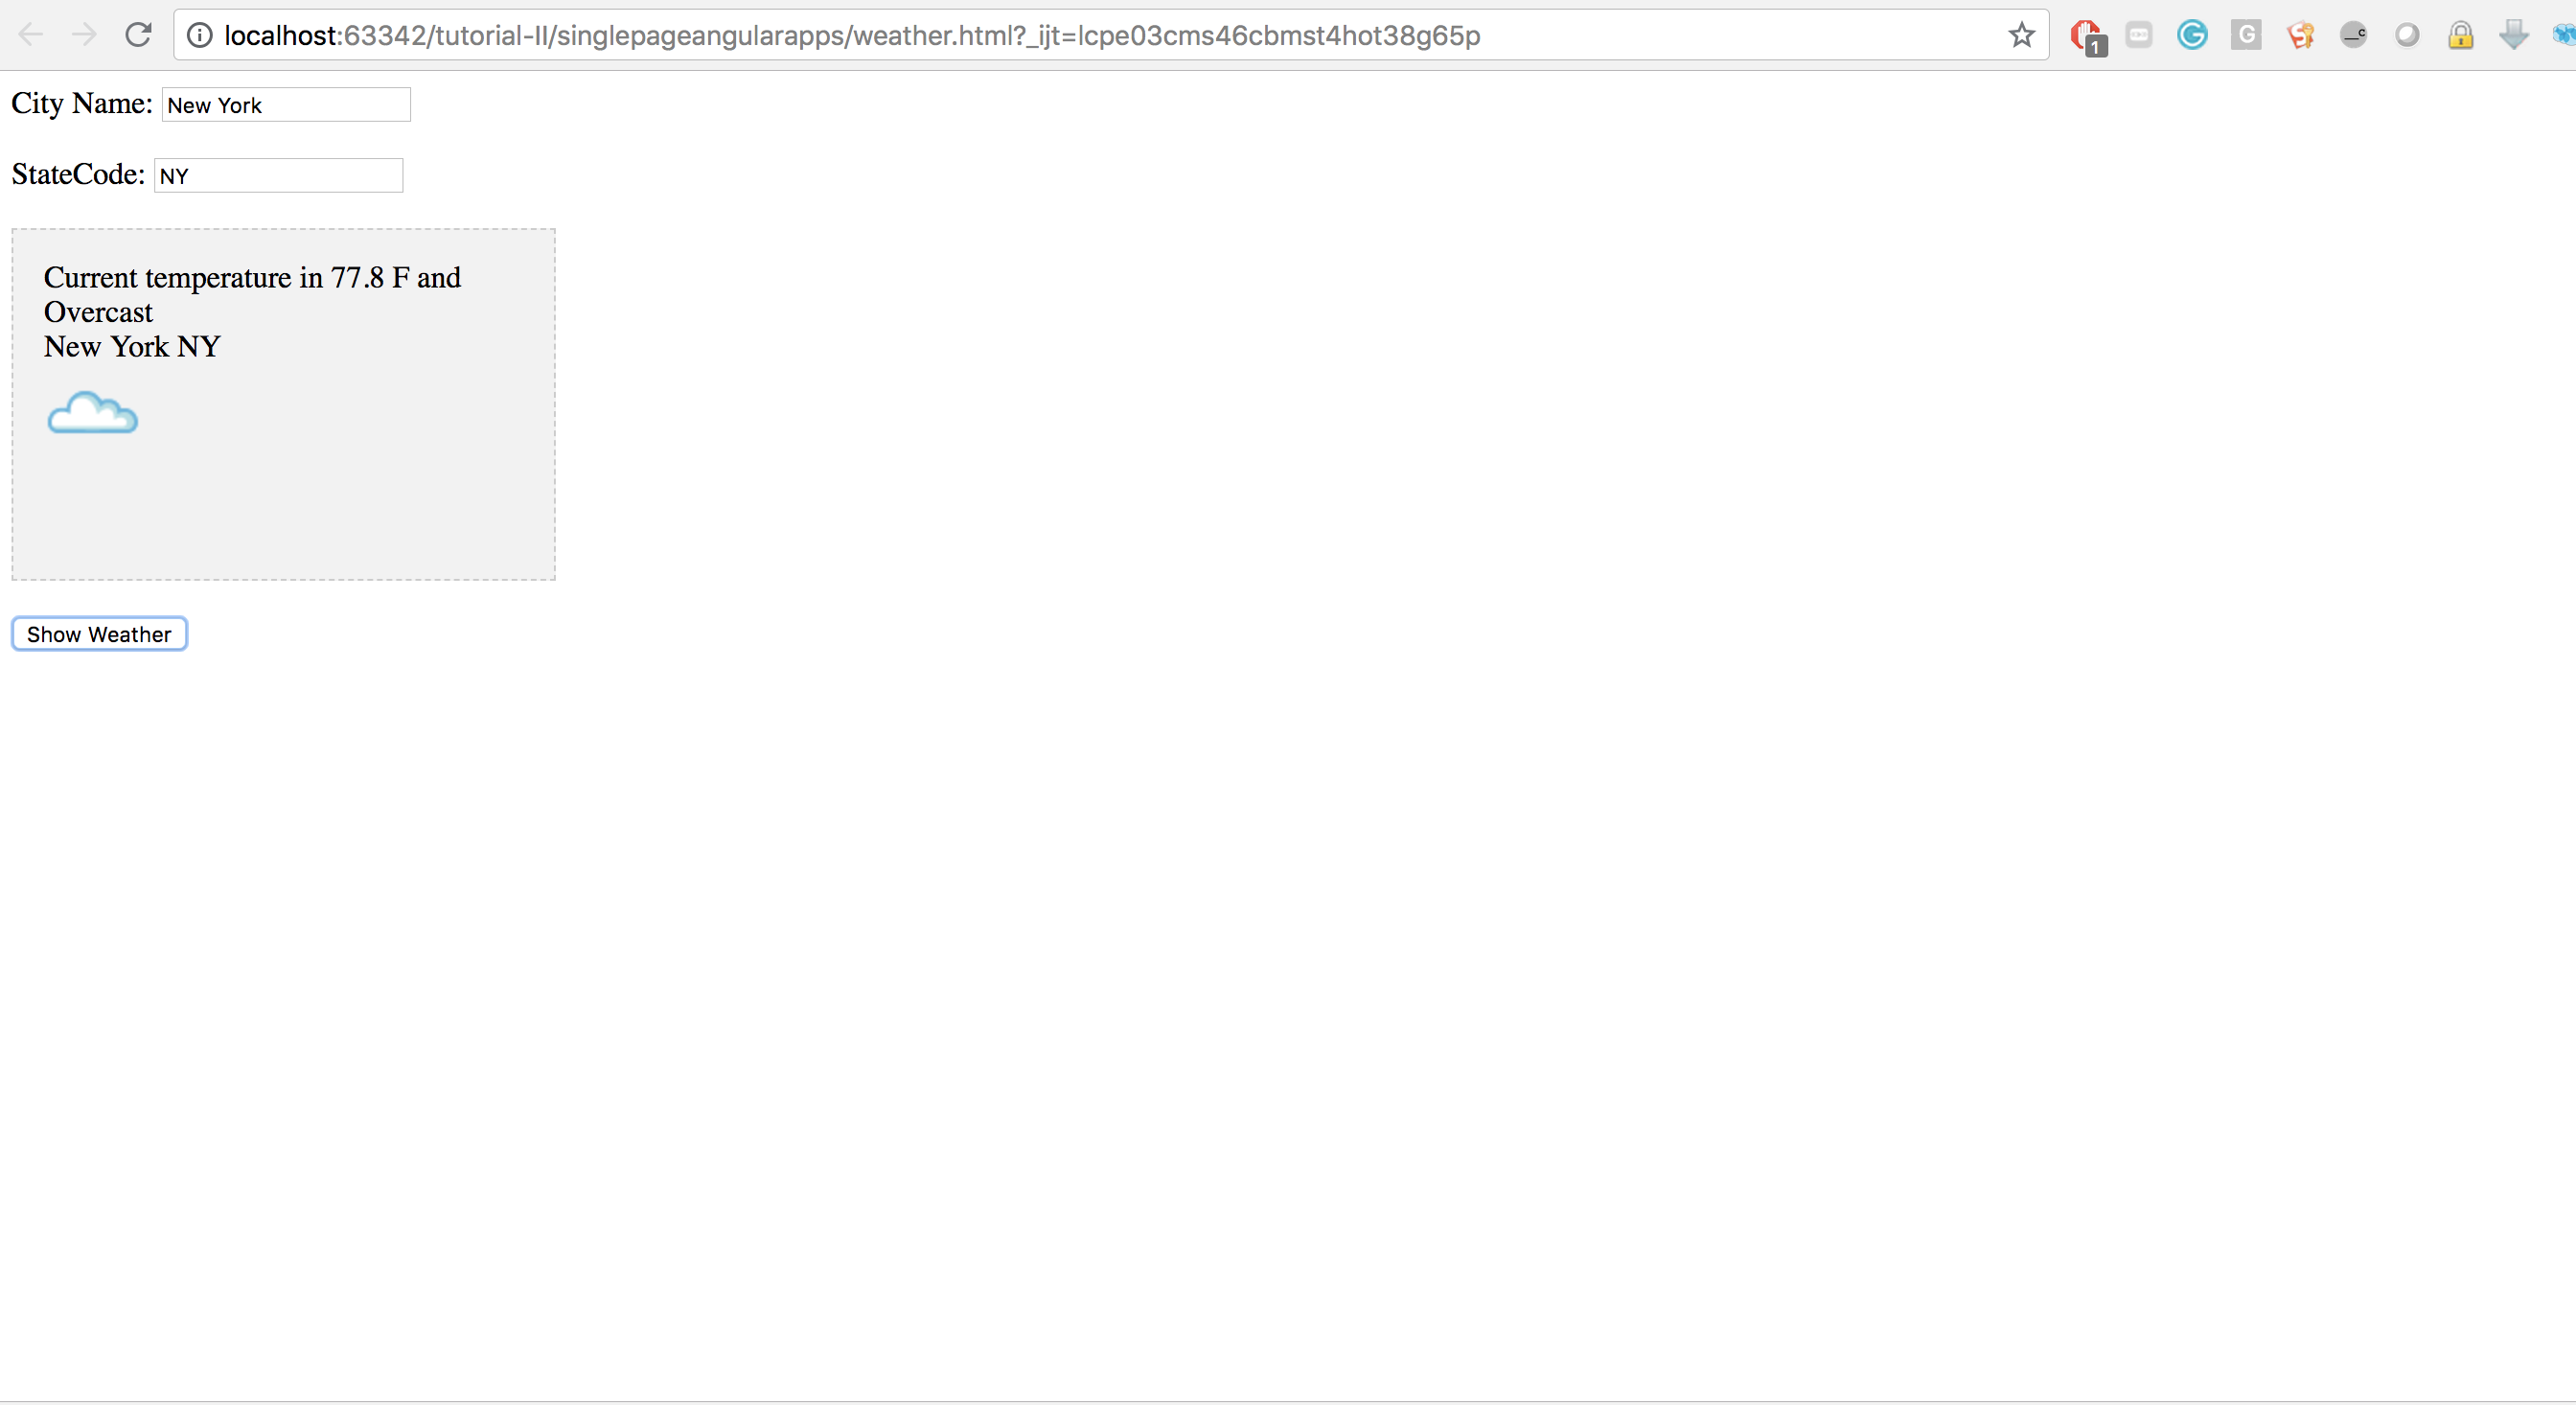 localhost:63342/tutorial-II/singlepageangularapps/weather.html?_ijt=lcpe03cms46cbmst4hot38g65p
1
G
City Name: New York
StateCode: NY
Current temperature in 77.8 F and
Overcast
New York NY
Show Weather